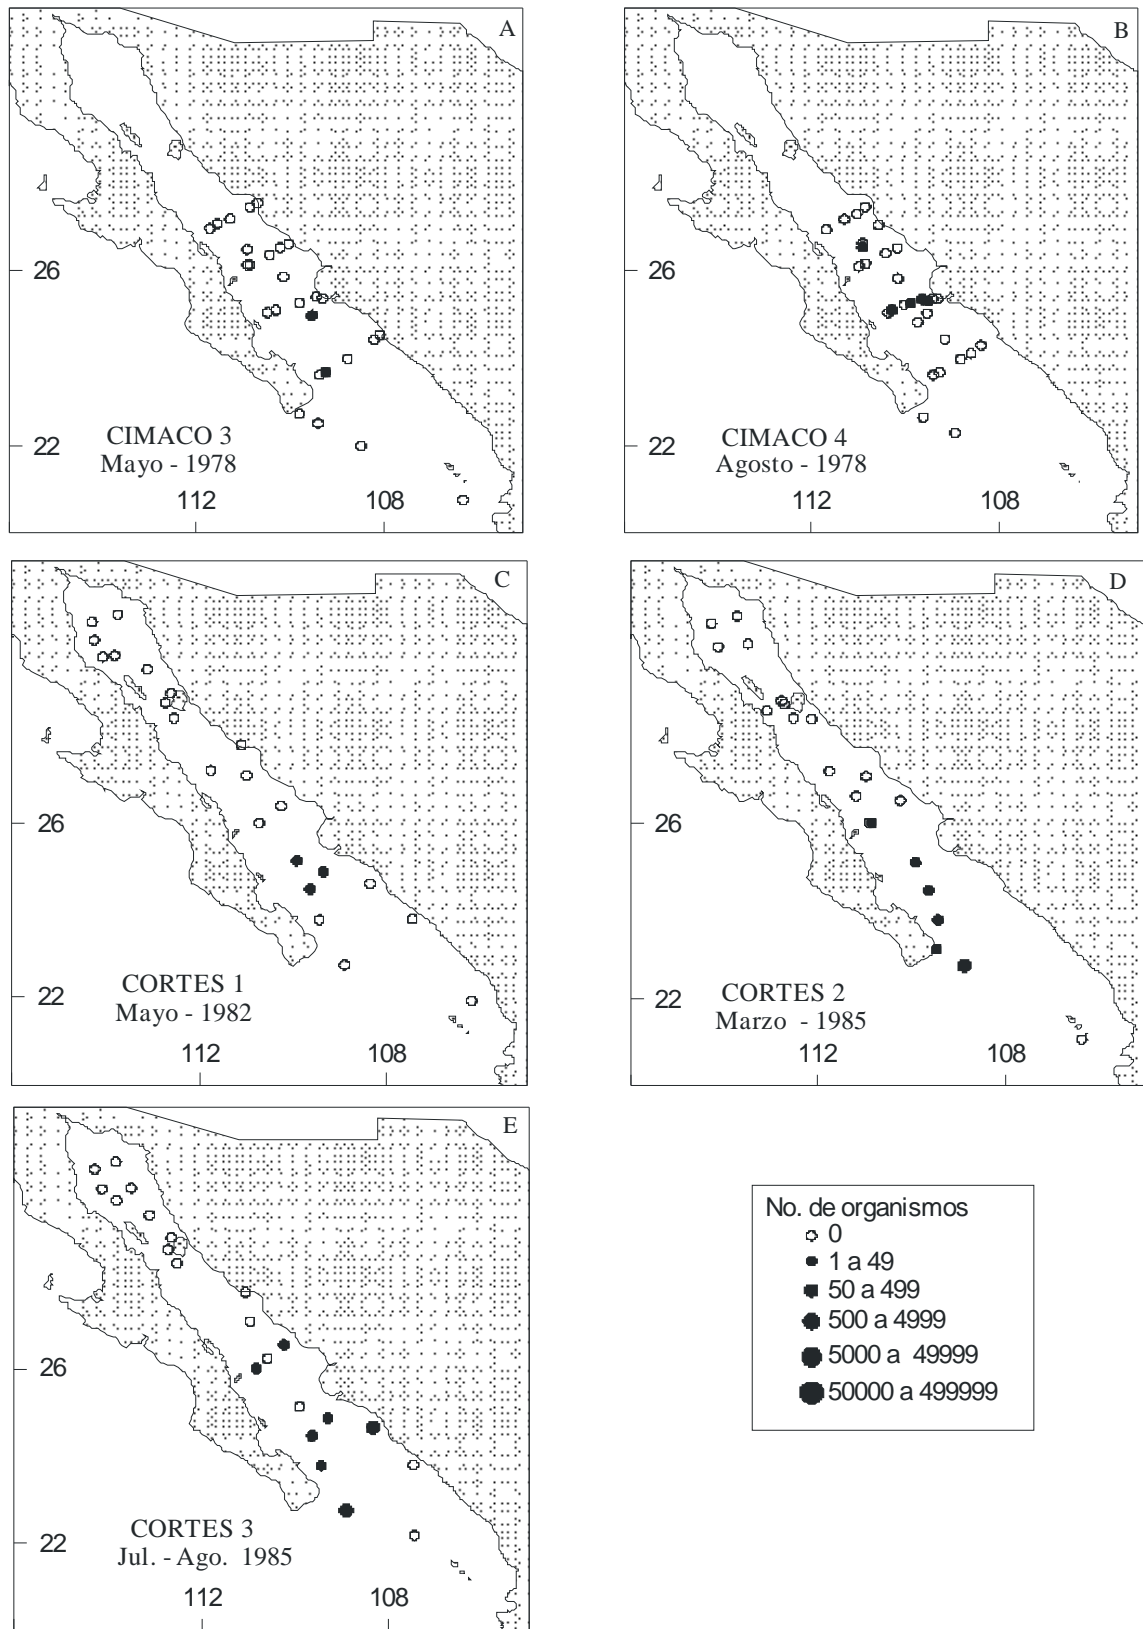 A
26
22
CIMACO 3
Mayo - 1978
112
108
B
26
22
CIMACO 4
Agosto - 1978
112
108
C
26
22
CORTES 1
Mayo - 1982
112
108
D
26
22
CORTES 2
Marzo - 1985
112
108
E
26
22
CORTES 3
Jul. - Ago. 1985
112
108
No. de organismos
0
1 a 49
50 a 499
500 a 4999
5000 a 49999
50000 a 499999